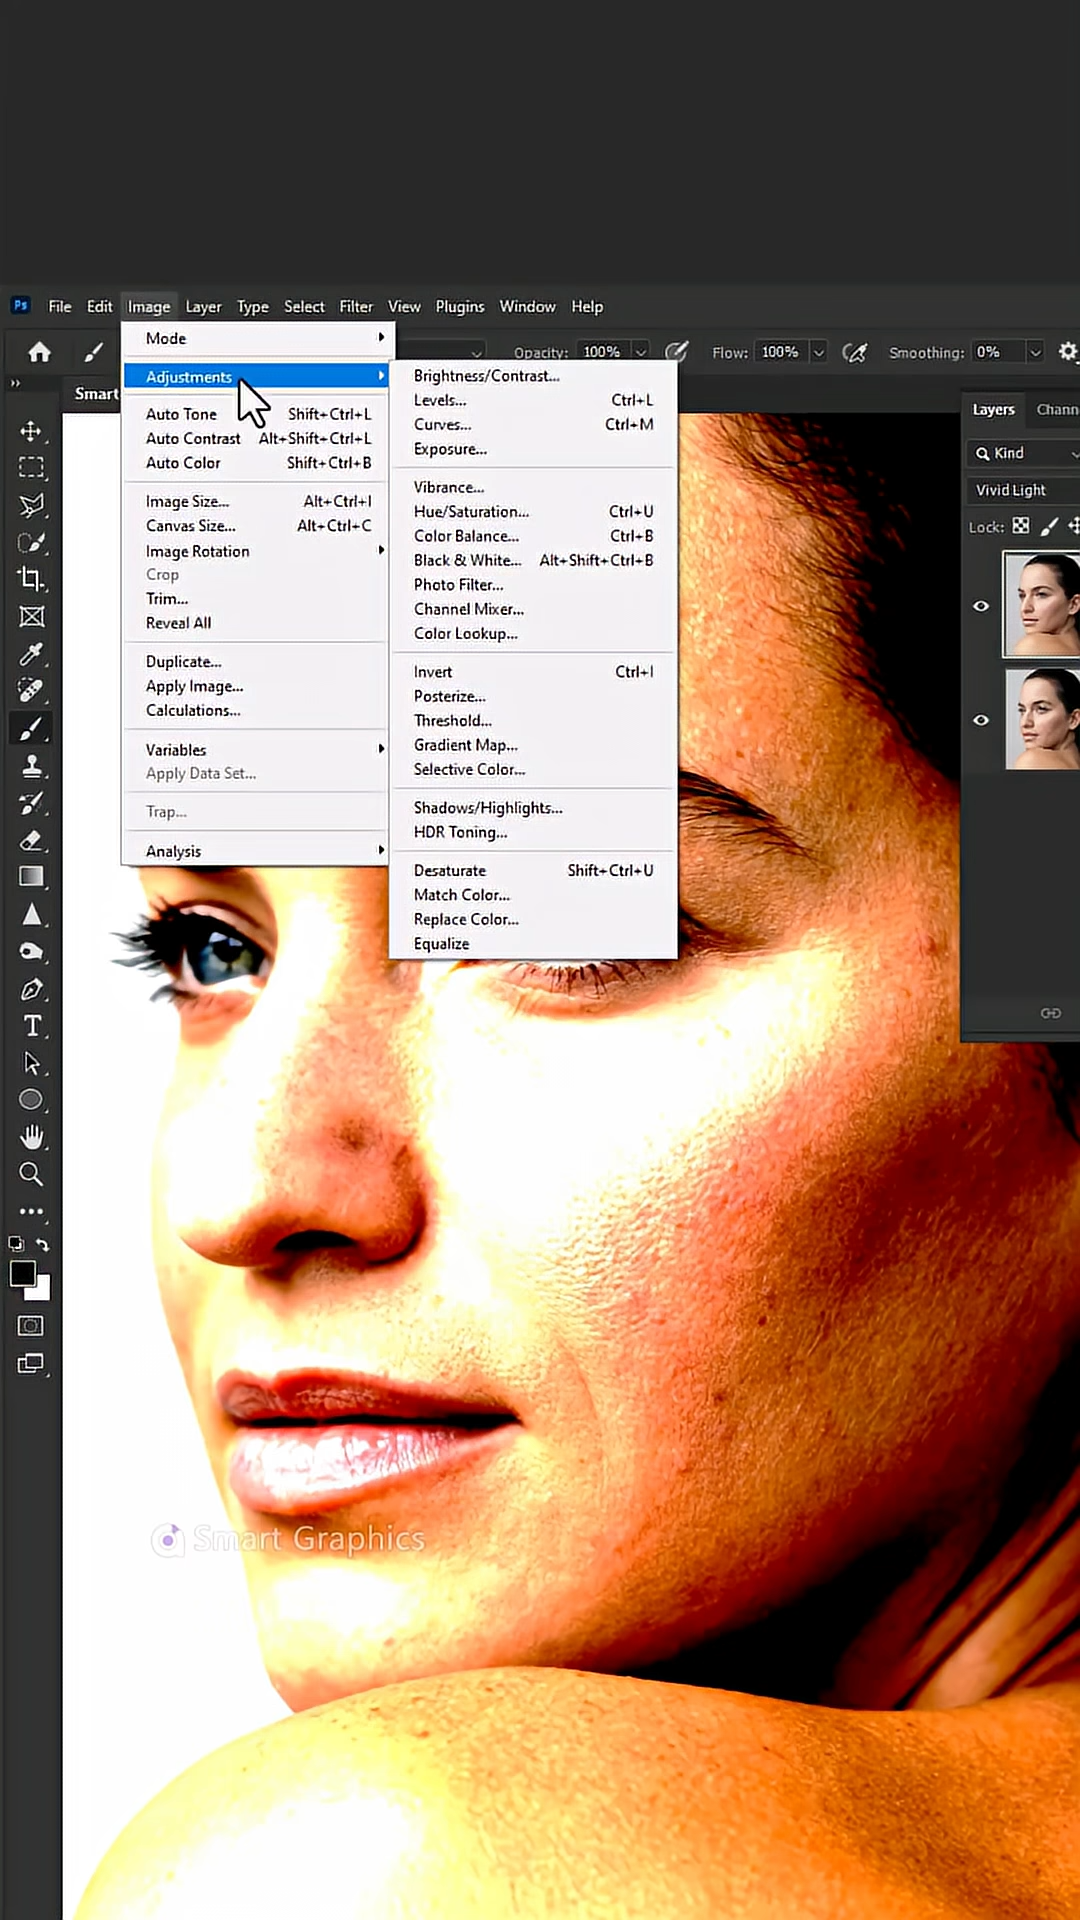 Ps File Edit Image Layer Type Select Filter View Plugins Window Help
Opacity: 100% Flow: 100% Smoothing: 0%
Smart
Mode
Adjustments
Auto Tone Shift+Ctrl+L
Auto Contrast Alt+Shift+Ctrl+L
Auto Color Shift+Ctrl+B
Image Size... Alt+Ctrl+I
Canvas Size... Alt+Ctrl+C
Image Rotation
Crop
Trim...
Reveal All
Duplicate...
Apply Image...
Calculations...
Variables
Apply Data Set...
Trap...
Analysis
Brightness/Contrast...
Levels... Ctrl+L
Curves... Ctrl+M
Exposure...
Vibrance...
Hue/Saturation... Ctrl+U
Color Balance... Ctrl+B
Black & White... Alt+Shift+Ctrl+B
Photo Filter...
Channel Mixer...
Color Lookup...
Invert Ctrl+I
Posterize...
Threshold...
Gradient Map...
Selective Color...
Shadows/Highlights...
HDR Toning...
Desaturate Shift+Ctrl+U
Match Color...
Replace Color...
Equalize
Layers Chann
Kind
Vivid Light
Lock:
Smart Graphics